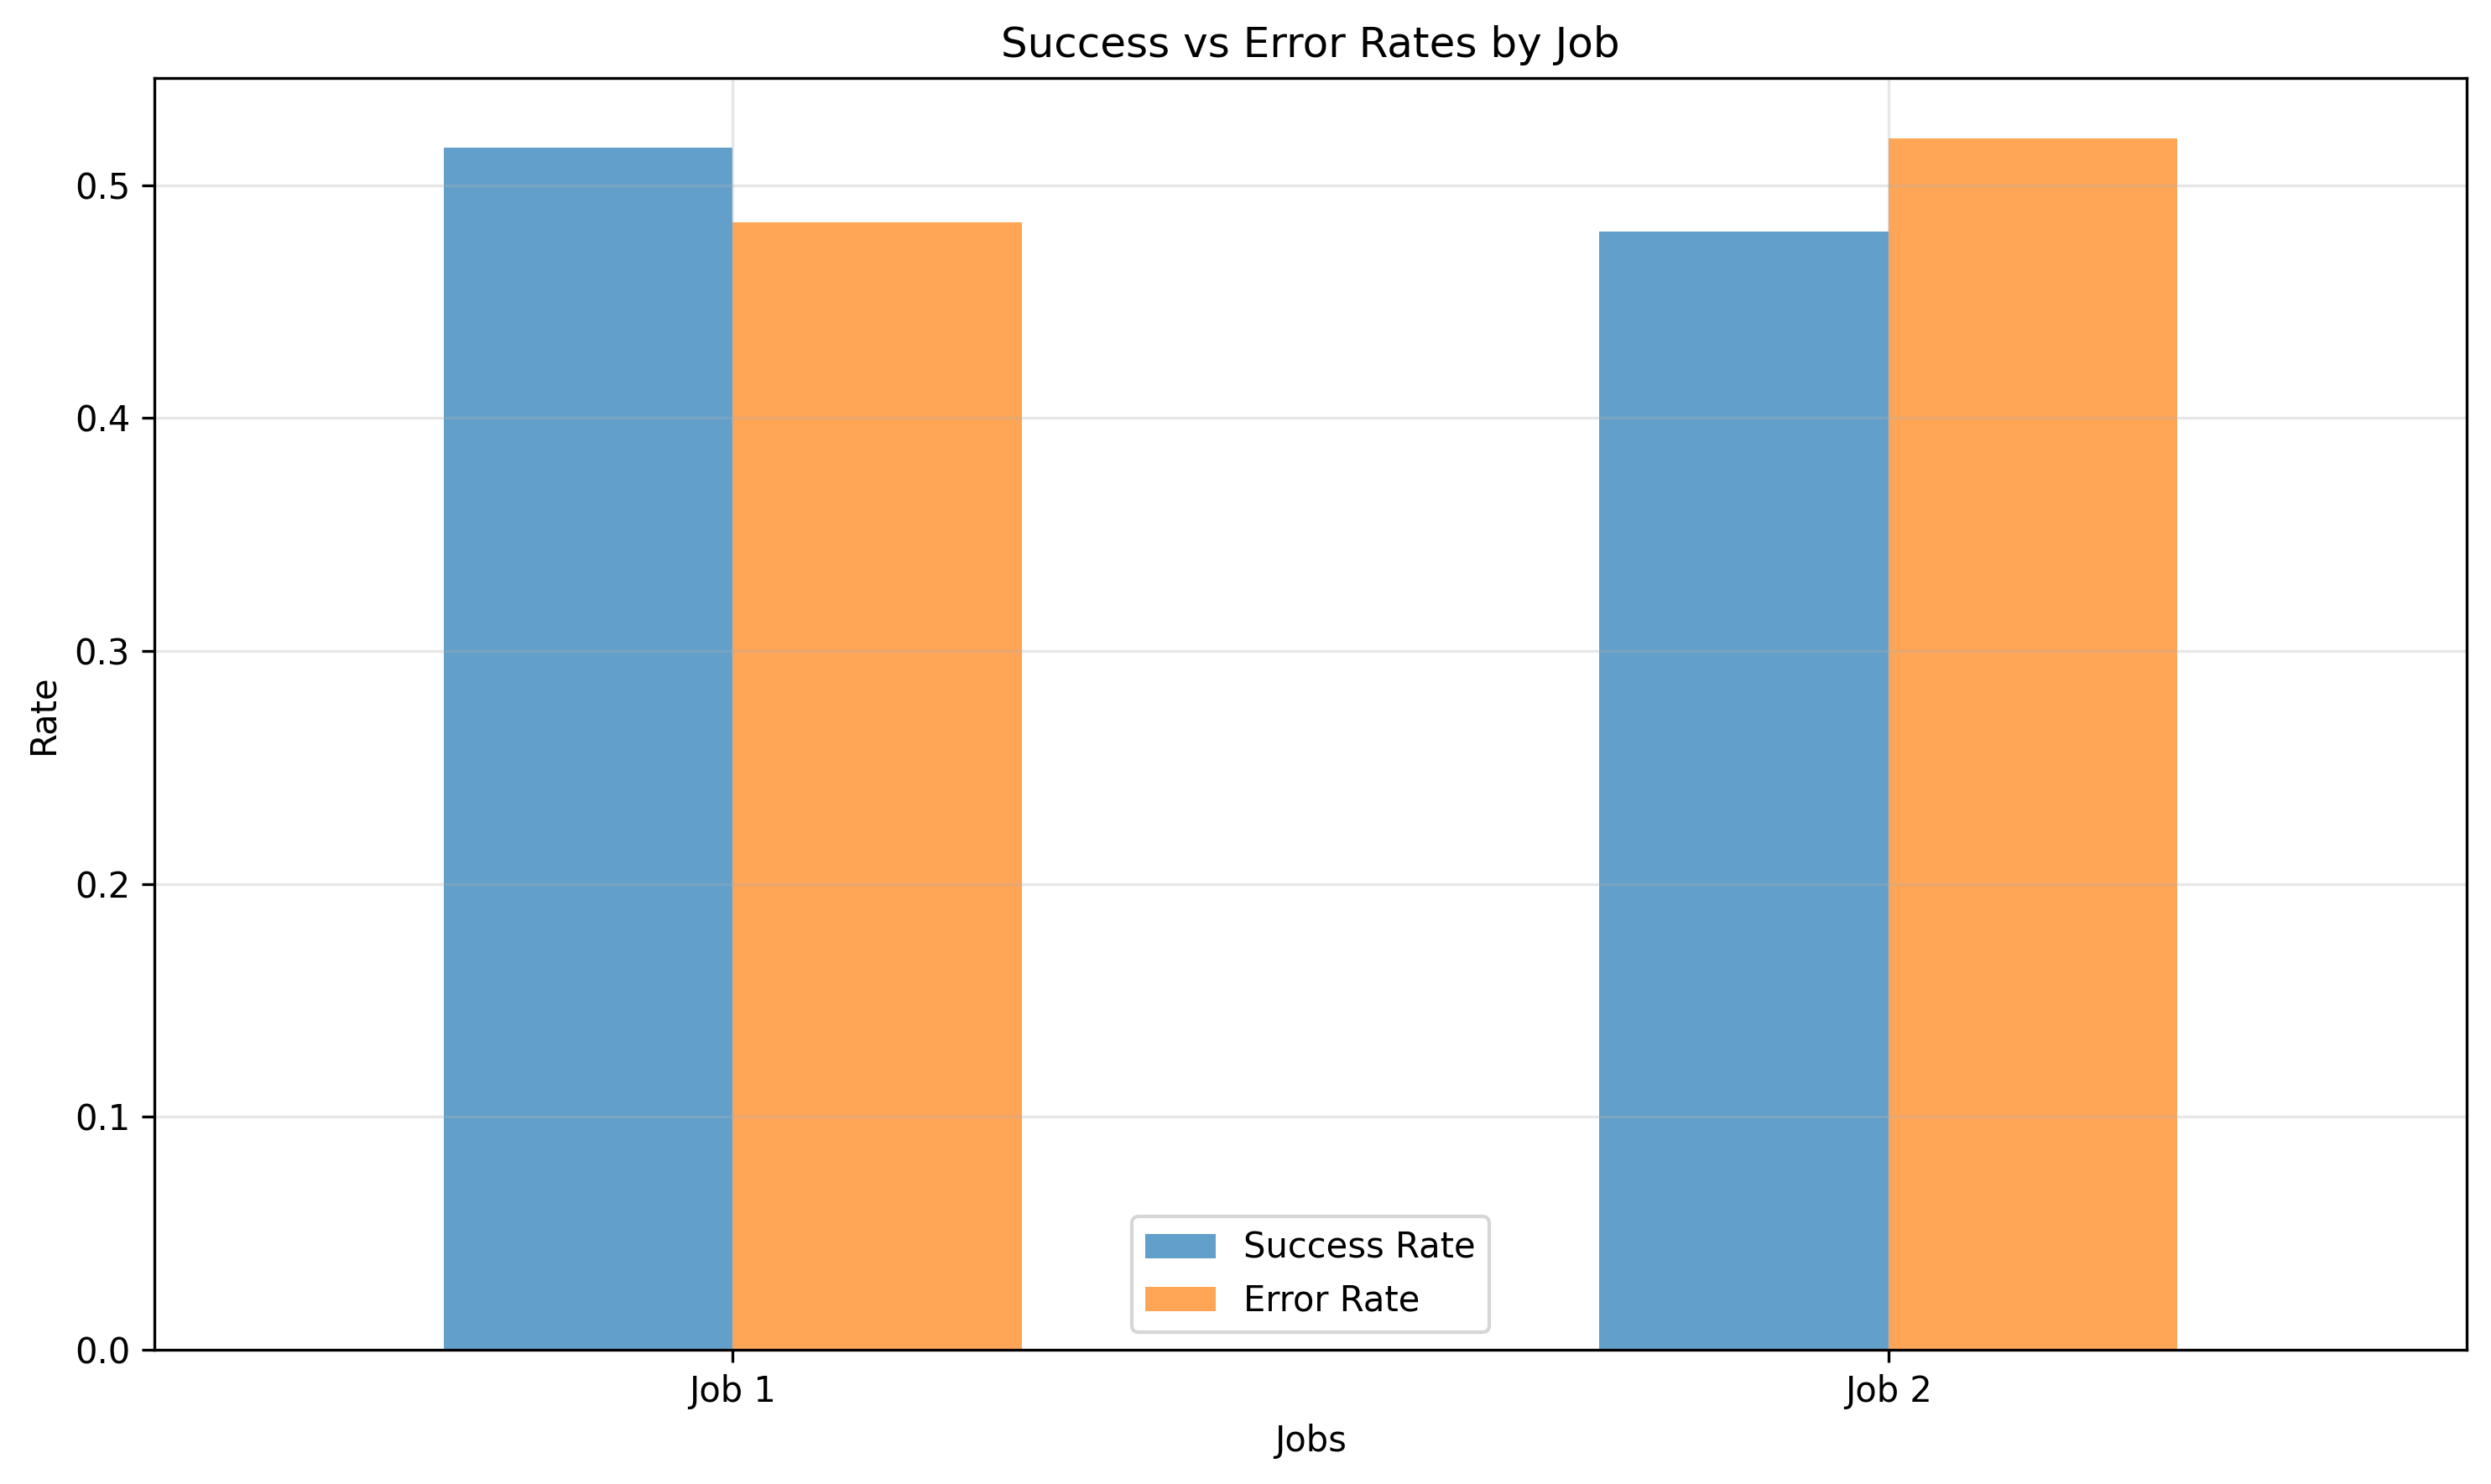 Success vs Error Rates by Job
0.5
0.4
0.3
0.2
0.1
0.0
Rate
Success Rate
Error Rate
Job 1
Job 2
Jobs